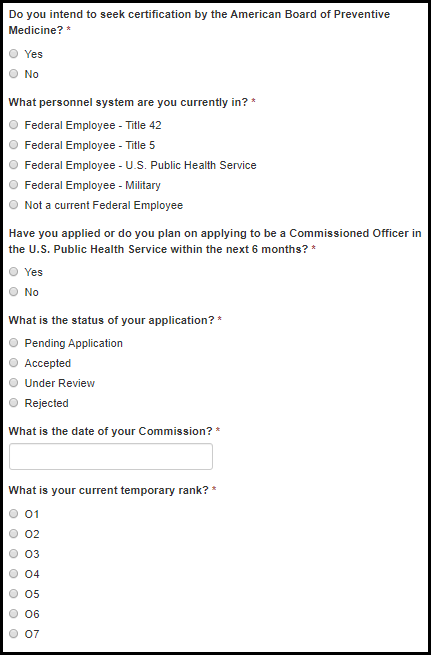 Do you intend to seek certification by the American Board of Preventive
Medicine? *
Yes
No
What personnel system are you currently in? *
Federal Employee - Title 42
Federal Employee - Title 5
Federal Employee - U.S. Public Health Service
Federal Employee - Military
Not a current Federal Employee
Have you applied or do you plan on applying to be a Commissioned Officer in
the U.S. Public Health Service within the next 6 months? *
Yes
No
What is the status of your application? *
Pending Application
Accepted
Under Review
Rejected
What is the date of your Commission? *
What is your current temporary rank? *
O1
O2
O3
O4
O5
O6
O7